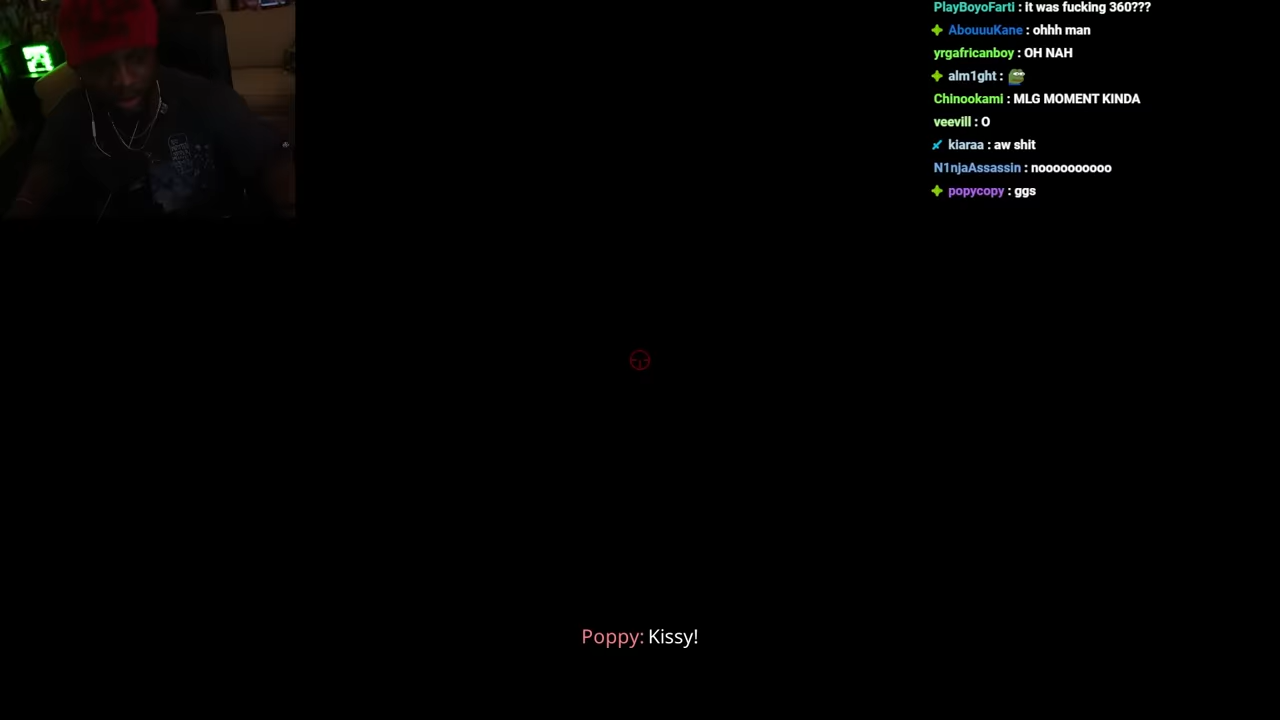 PlayBoyoFarti : it was fucking 360???
AbouuuKane : ohhh man
yrgafricanboy : OH NAH
alm1ght :
Chinookami : MLG MOMENT KINDA
veevill : O
kiaraa : aw shit
N1njaAssassin : noooooooooo
popycopy : ggs
Poppy: Kissy!